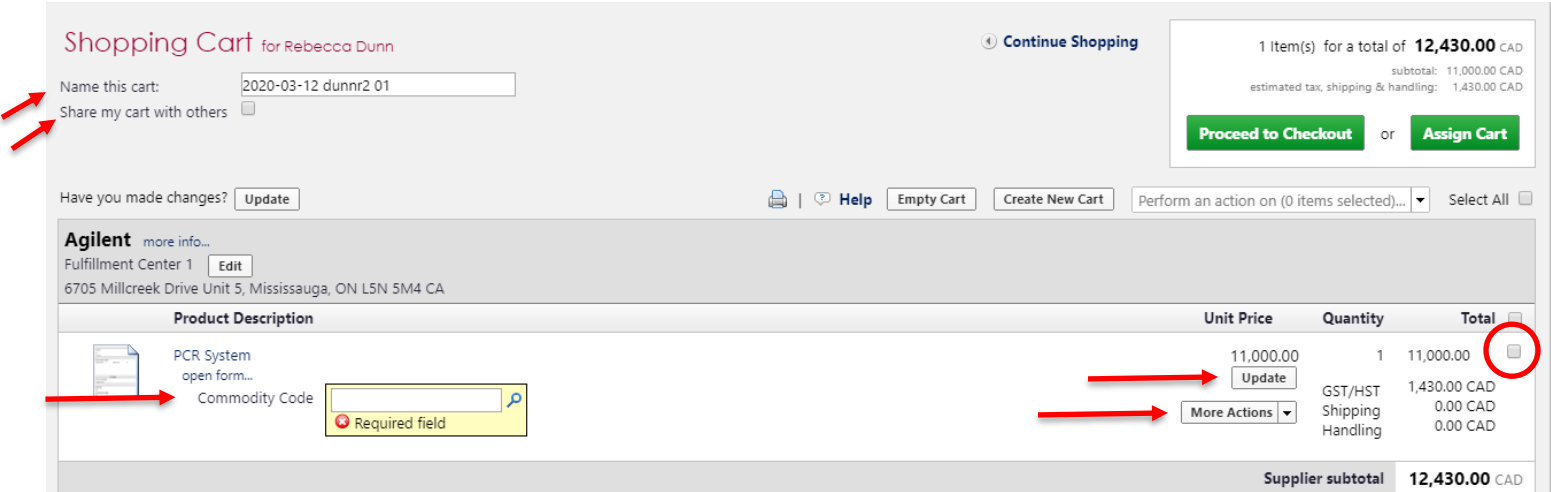 Shopping Cart for Rebecca Dunn
Continue Shopping
1 Item(s) for a total of 12,430.00 CAD
subtotal: 11,000.00 CAD
estimated tax, shipping & handling: 1,430.00 CAD
Name this cart: 2020-03-12 dunnr2 01
Share my cart with others
Proceed to Checkout or Assign Cart
Have you made changes? Update
| ? Help Empty Cart Create New Cart Perform an action on (0 items selected)... Select All
Agilent more info...
Fulfillment Center 1 Edit
6705 Millcreek Drive Unit 5, Mississauga, ON L5N 5M4 CA
Product Description Unit Price Quantity Total
PCR System 11,000.00 1 11,000.00
open form... Update
Commodity Code
Required field
More Actions
GST/HST 1,430.00 CAD
Shipping 0.00 CAD
Handling 0.00 CAD
Supplier subtotal 12,430.00 CAD